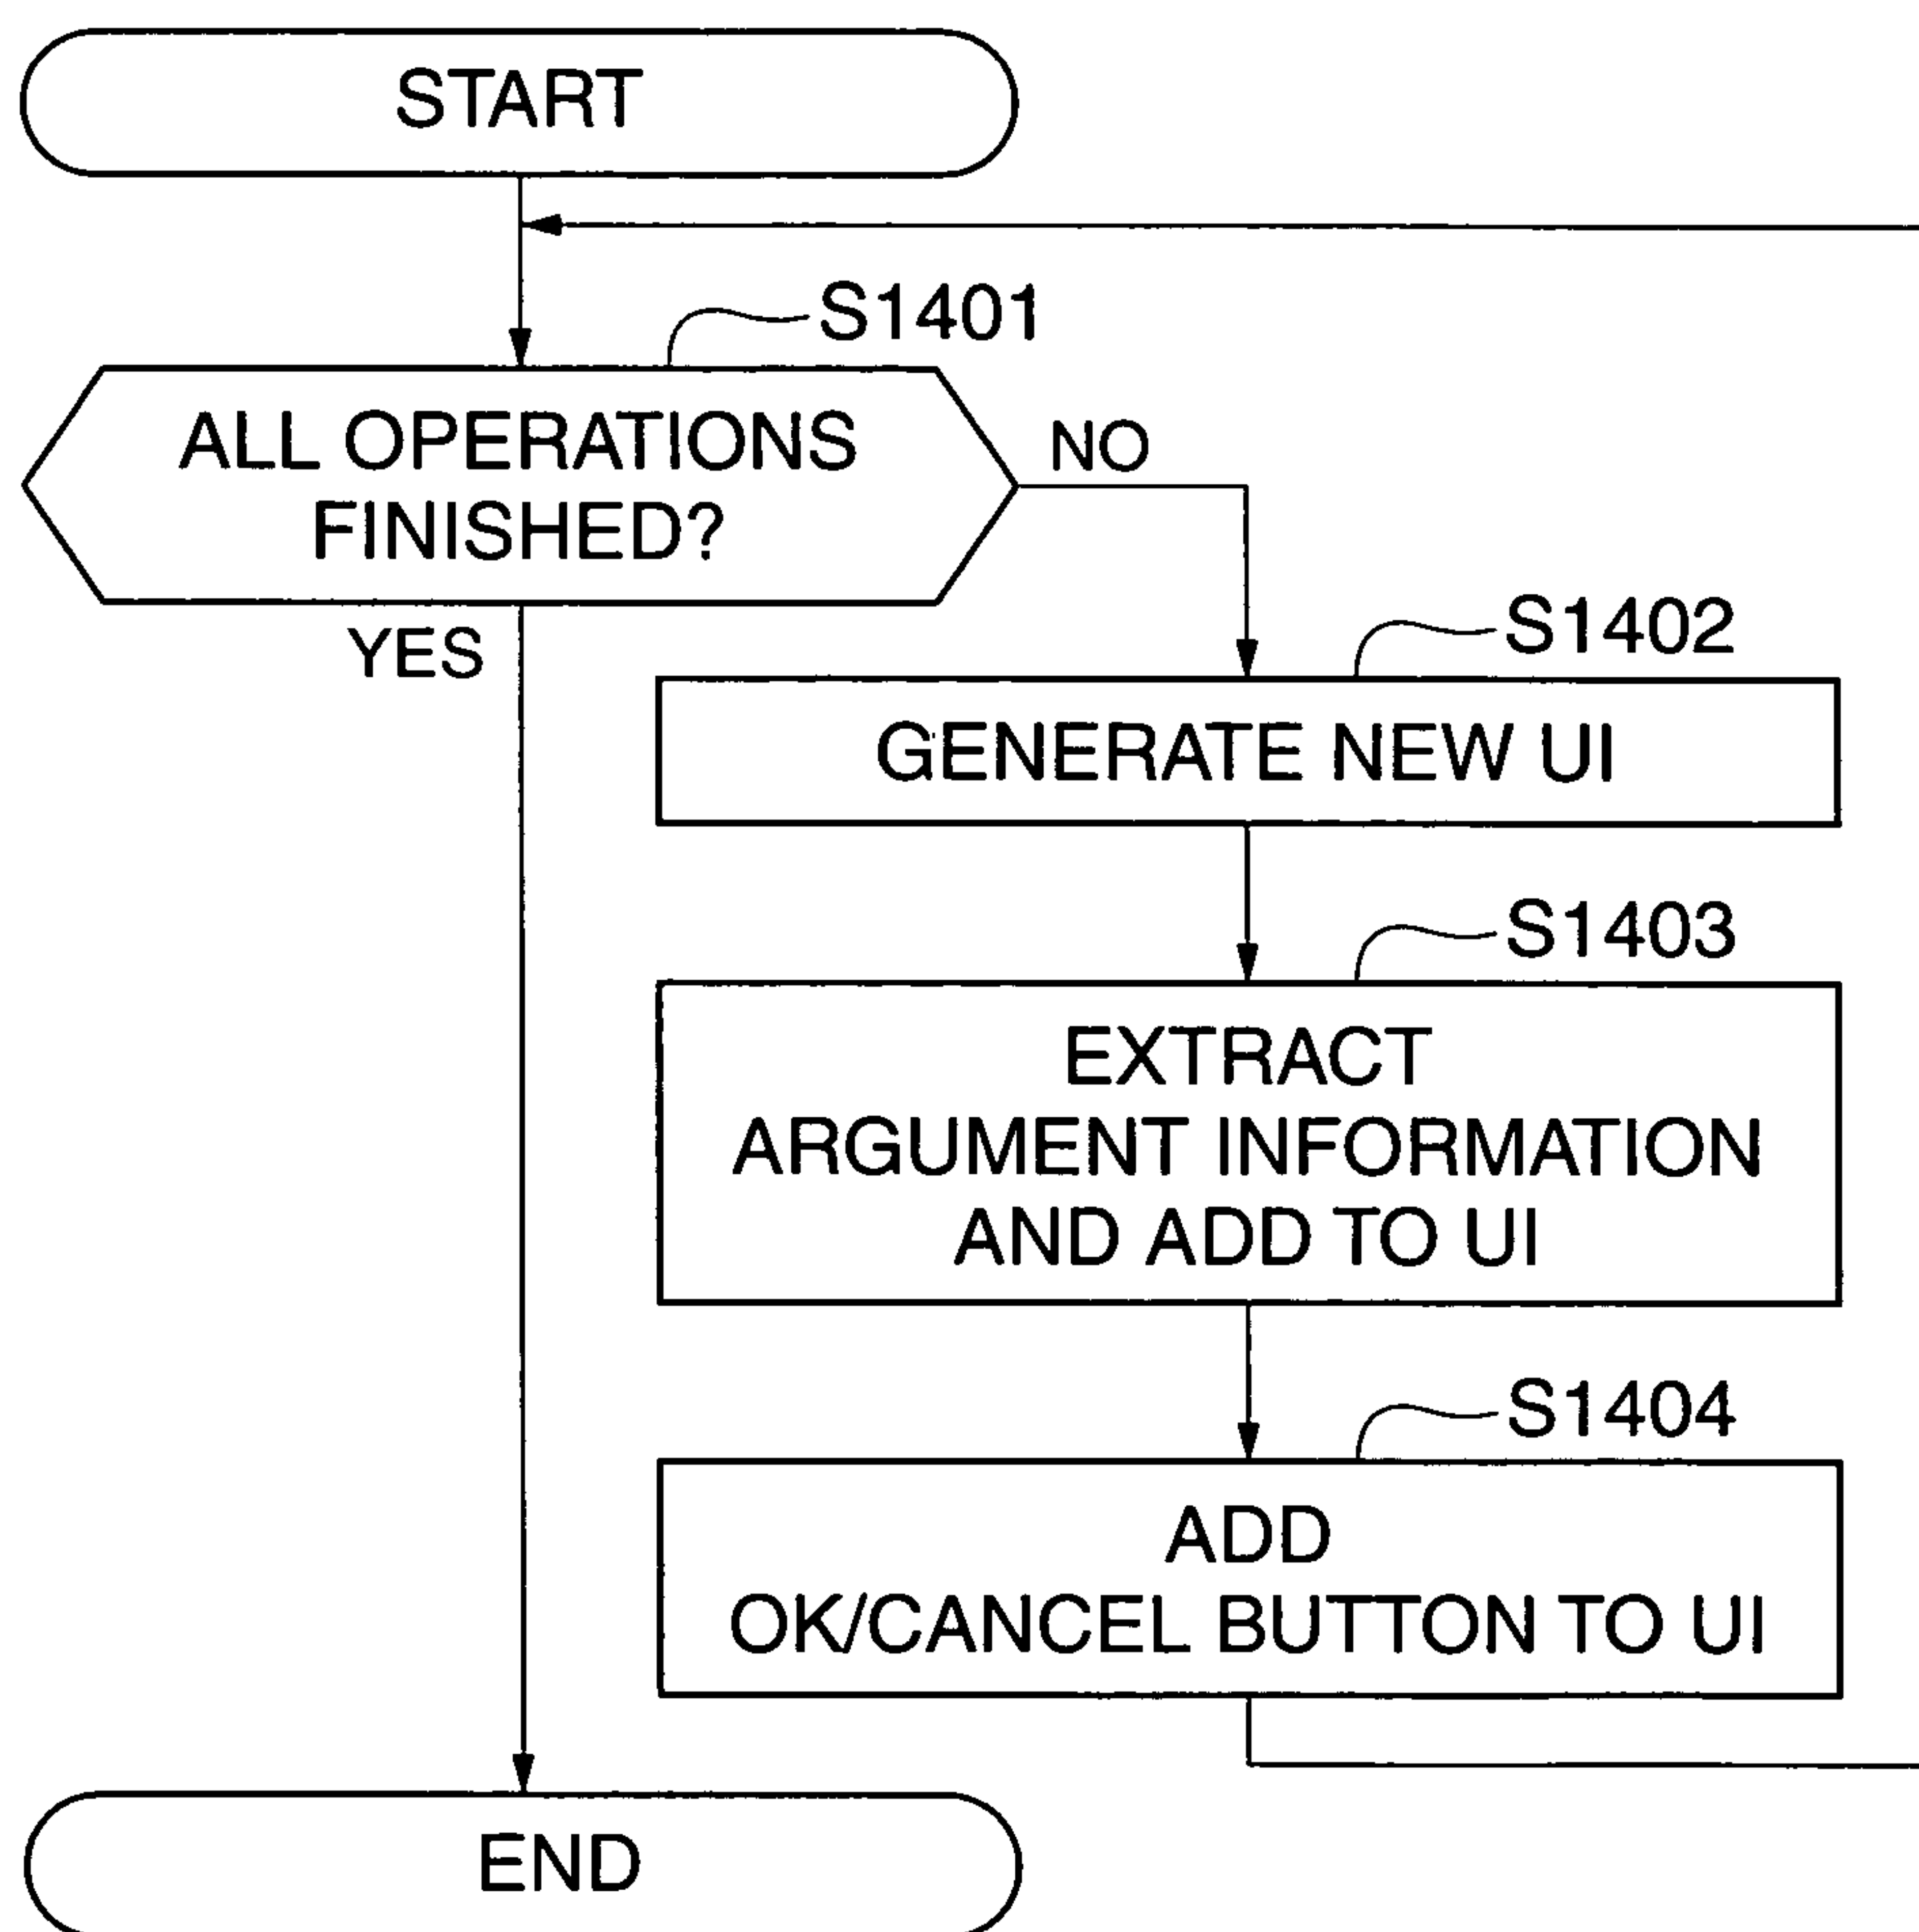 START
S1401
ALL OPERATIONS
FINISHED?
NO
YES
S1402
GENERATE NEW UI
S1403
EXTRACT
ARGUMENT INFORMATION
AND ADD TO UI
S1404
ADD
OK/CANCEL BUTTON TO UI
END